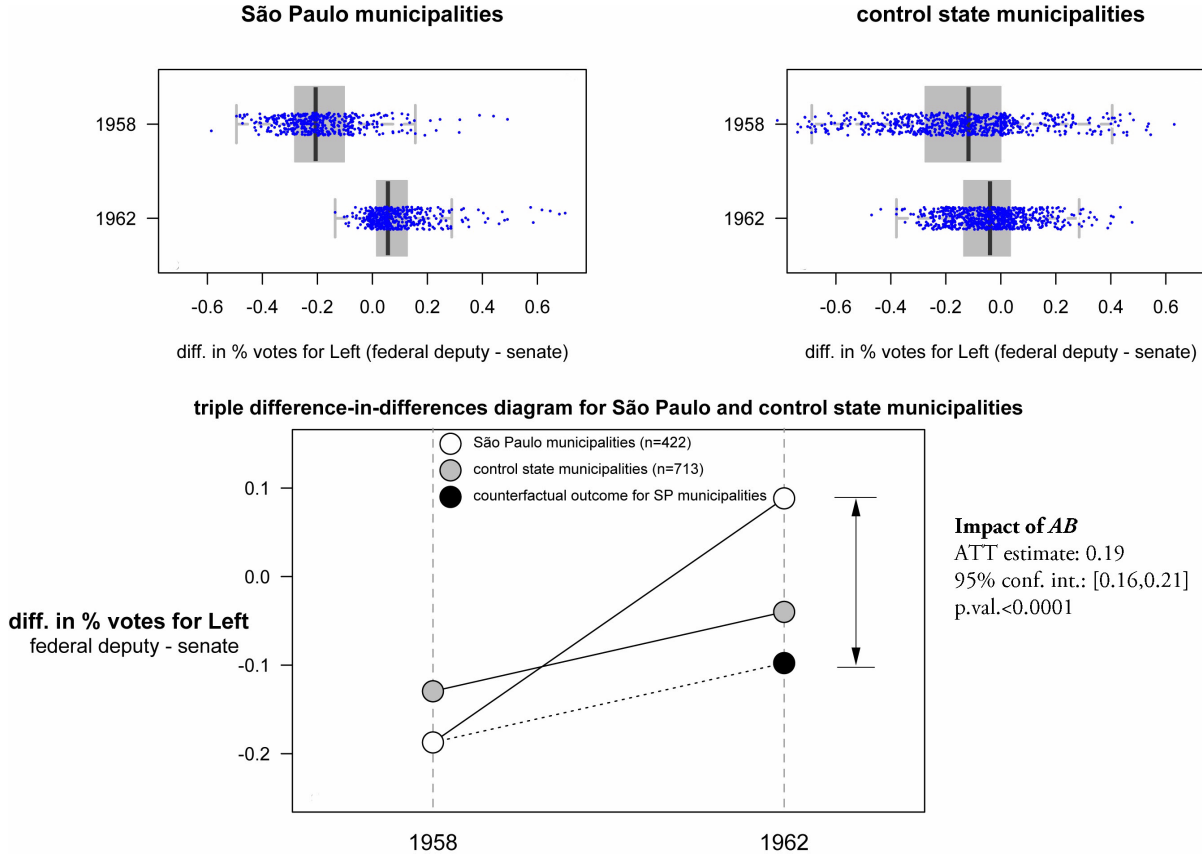 São Paulo municipalities
control state municipalities
1958
1962
-0.6 -0.4 -0.2 0.0 0.2 0.4 0.6
diff. in % votes for Left (federal deputy - senate)
1958
1962
-0.6 -0.4 -0.2 0.0 0.2 0.4 0.6
diff. in % votes for Left (federal deputy - senate)
triple difference-in-differences diagram for São Paulo and control state municipalities
São Paulo municipalities (n=422)
control state municipalities (n=713)
counterfactual outcome for SP municipalities
0.1
0.0
-0.1
-0.2
diff. in % votes for Left
federal deputy - senate
1958 1962
Impact of AB
ATT estimate: 0.19
95% conf. int.: [0.16,0.21]
p.val.<0.0001